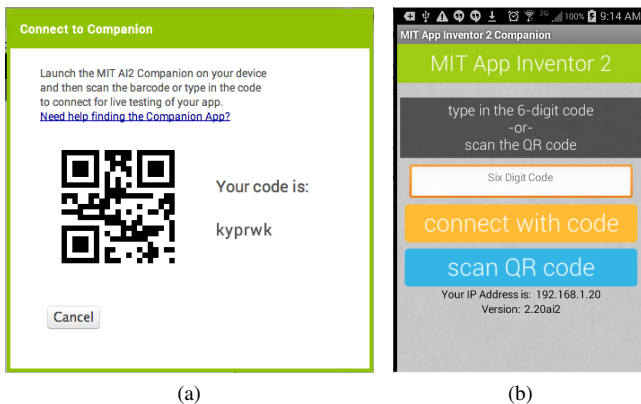 Connect to Companion
Launch the MIT AI2 Companion on your device
and then scan the barcode or type in the code
to connect for live testing of your app.
Need help finding the Companion App?
Your code is:
kyprwk
Cancel
(a)
3G 100% 9:14 AM
MIT App Inventor 2 Companion
MIT App Inventor 2
type in the 6-digit code
-or-
scan the QR code
Six Digit Code
connect with code
scan QR code
Your IP Address is: 192.168.1.20
Version: 2.20ai2
(b)